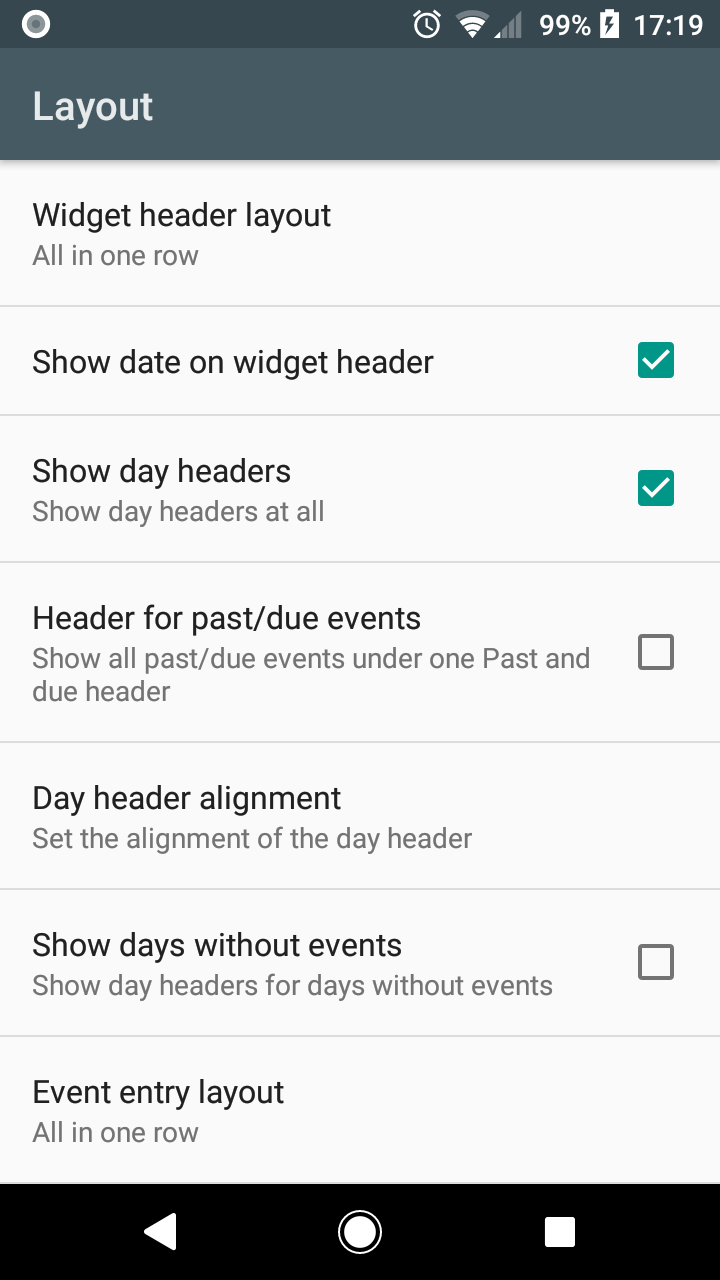 99% 17:19
Layout
Widget header layout
All in one row
Show date on widget header
Show day headers
Show day headers at all
Header for past/due events
Show all past/due events under one Past and
due header
Day header alignment
Set the alignment of the day header
Show days without events
Show day headers for days without events
Event entry layout
All in one row